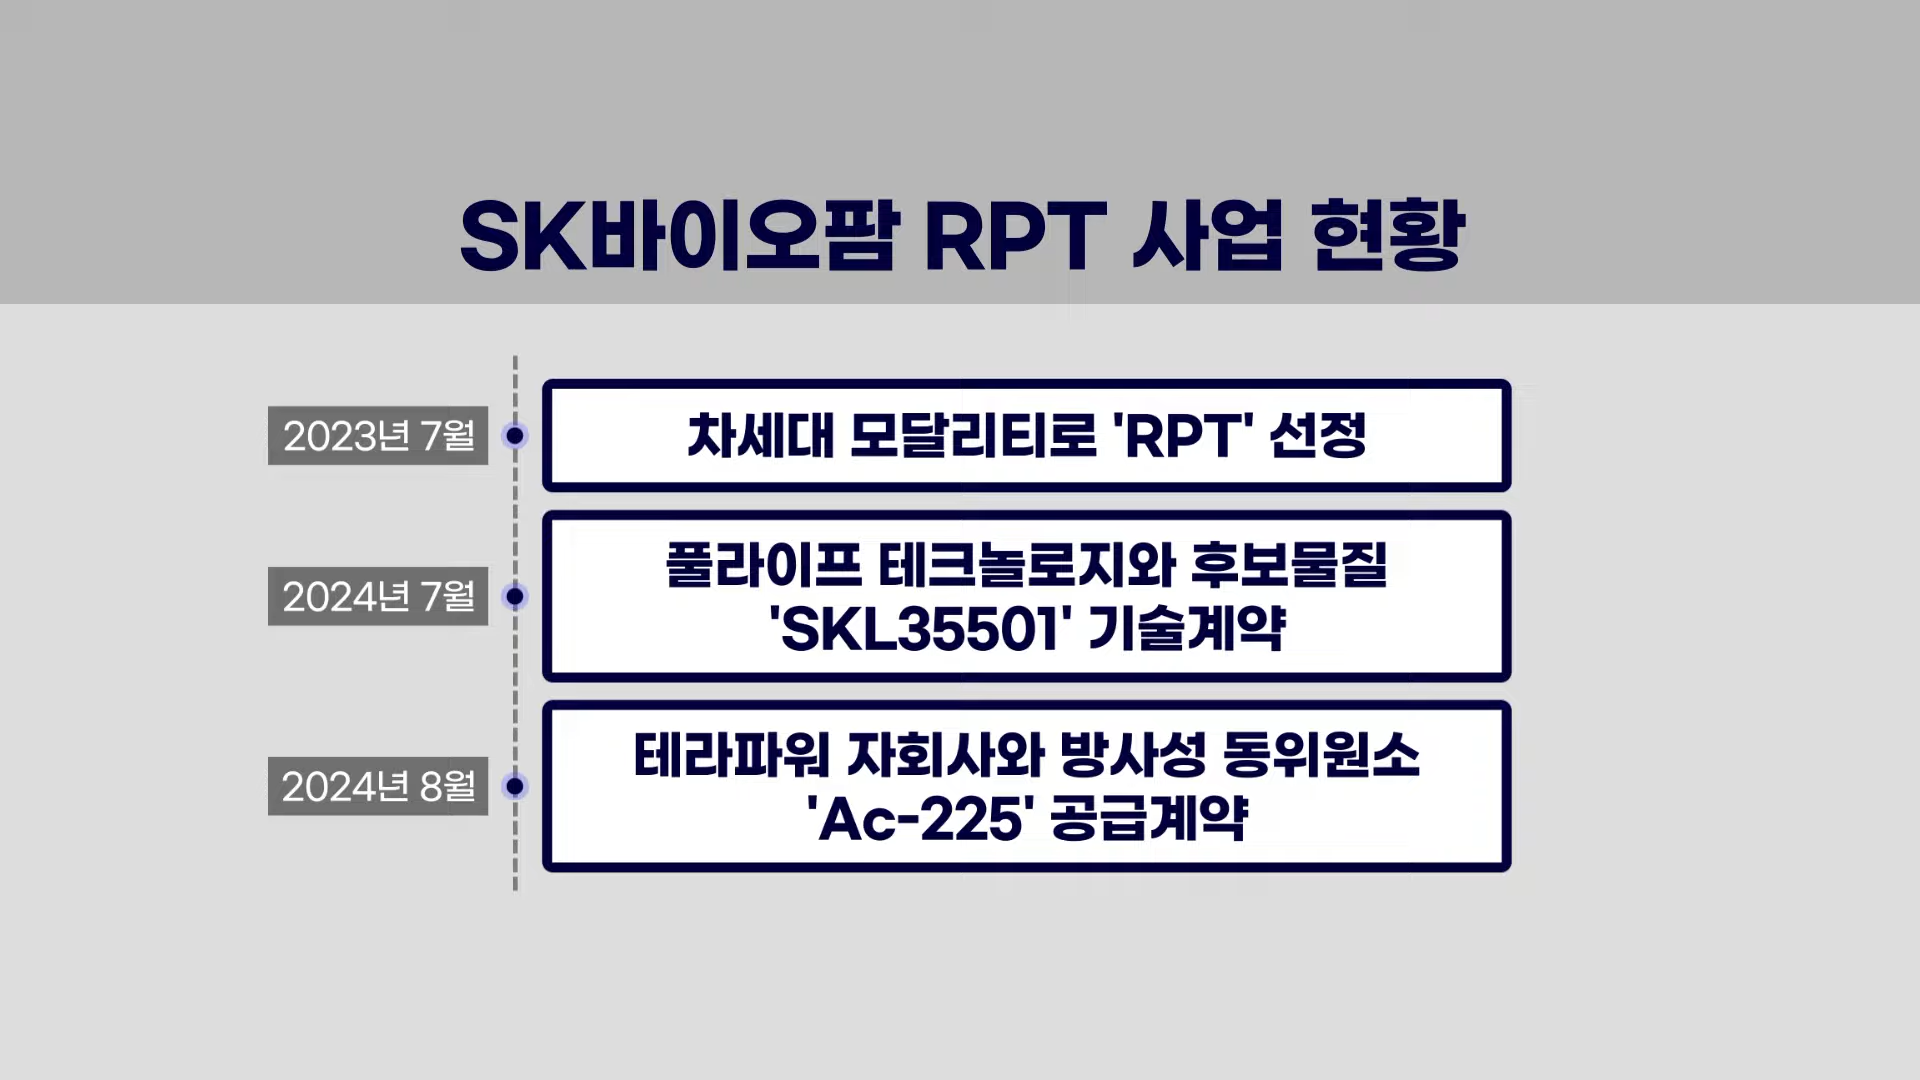 SK바이오팜 RPT 사업 현황
2023년 7월
차세대 모달리티로 'RPT' 선정
2024년 7월
풀라이프 테크놀로지와 후보물질
'SKL35501' 기술계약
2024년 8월
테라파워 자회사와 방사성 동위원소
'Ac-225' 공급계약